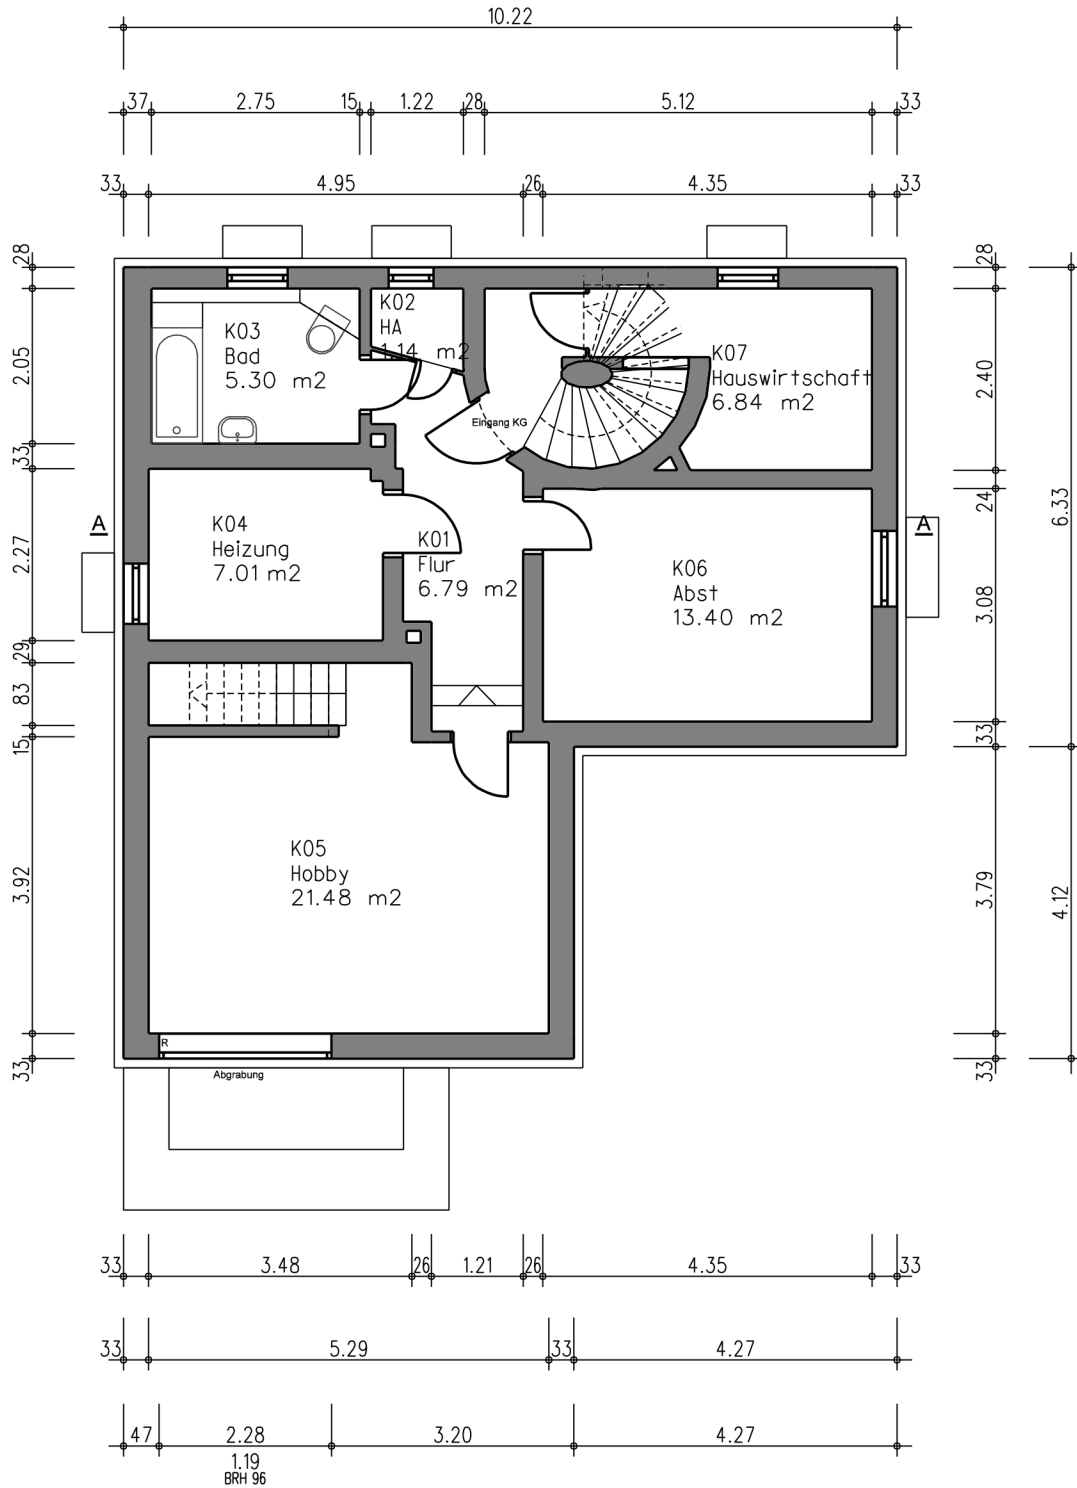 10.22
37 2.75 15 1.22 28 5.12 33
33 4.95 26 4.35 33
28 28
K02
HA
1.14 m2
K03
Bad
5.30 m2
K07
Hauswirtschaft
6.84 m2
2.05 2.40
Eingang KG
33 24
6.33
A A
K04
Heizung
7.01 m2
K01
Flur
6.79 m2
K06
Abst
13.40 m2
2.27 3.08
29
83
15 33
K05
Hobby
21.48 m2
3.92 3.79 4.12
R
33 33
Abgrabung
33 3.48 26 1.21 26 4.35 33
33 5.29 33 4.27
47 2.28 3.20 4.27
1.19
BRH 96